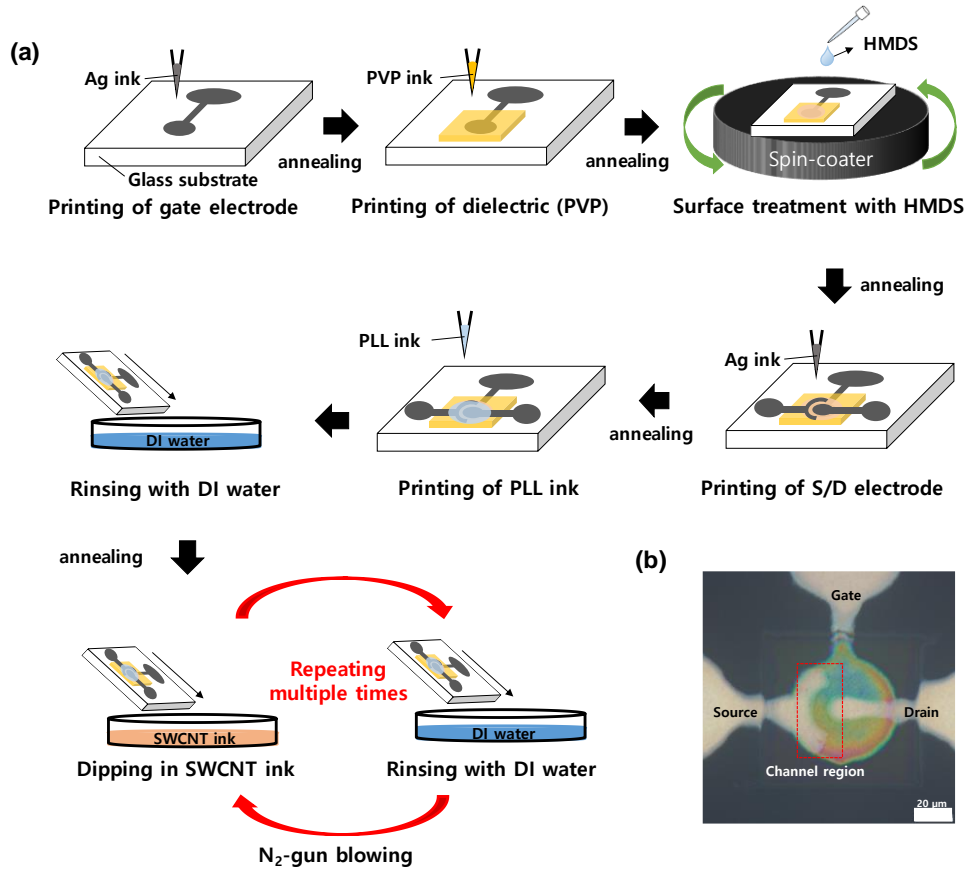 (a)
Ag ink
Glass substrate
Printing of gate electrode
annealing
PVP ink
Printing of dielectric (PVP)
annealing
HMDS
Spin-coater
Surface treatment with HMDS
annealing
Ag ink
Printing of S/D electrode
annealing
PLL ink
Printing of PLL ink
DI water
Rinsing with DI water
annealing
SWCNT ink
Dipping in SWCNT ink
Repeating
multiple times
DI water
Rinsing with DI water
N₂-gun blowing
(b)
Gate
Source
Drain
Channel region
20 μm